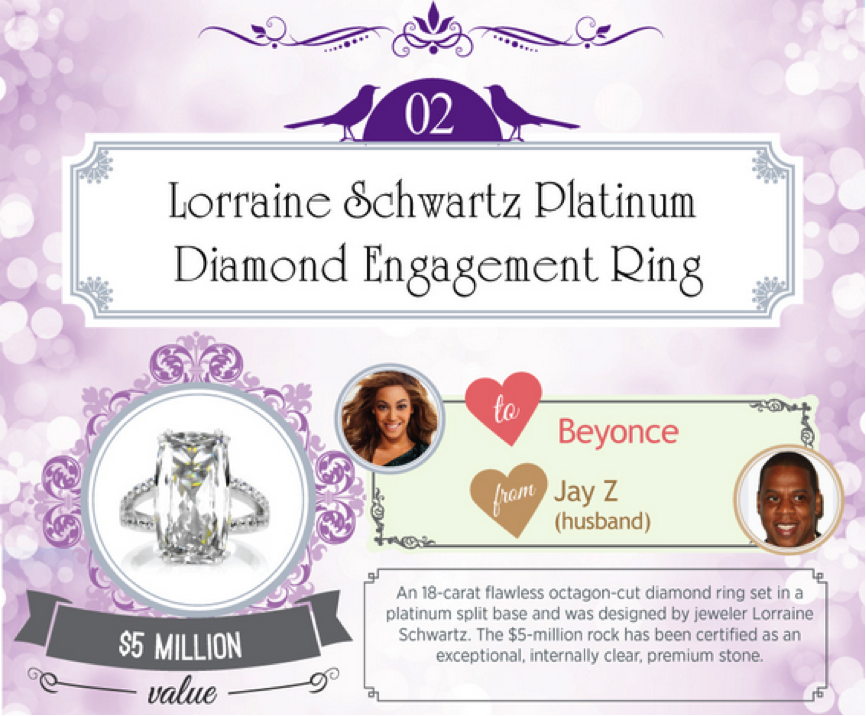 02
Lorraine Schwartz Platinum
Diamond Engagement Ring
to
Beyonce
from
Jay Z
(husband)
An 18-carat flawless octagon-cut diamond ring set in a
platinum split base and was designed by jeweler Lorraine
Schwartz. The $5-million rock has been certified as an
exceptional, internally clear, premium stone.
$5 MILLION
value